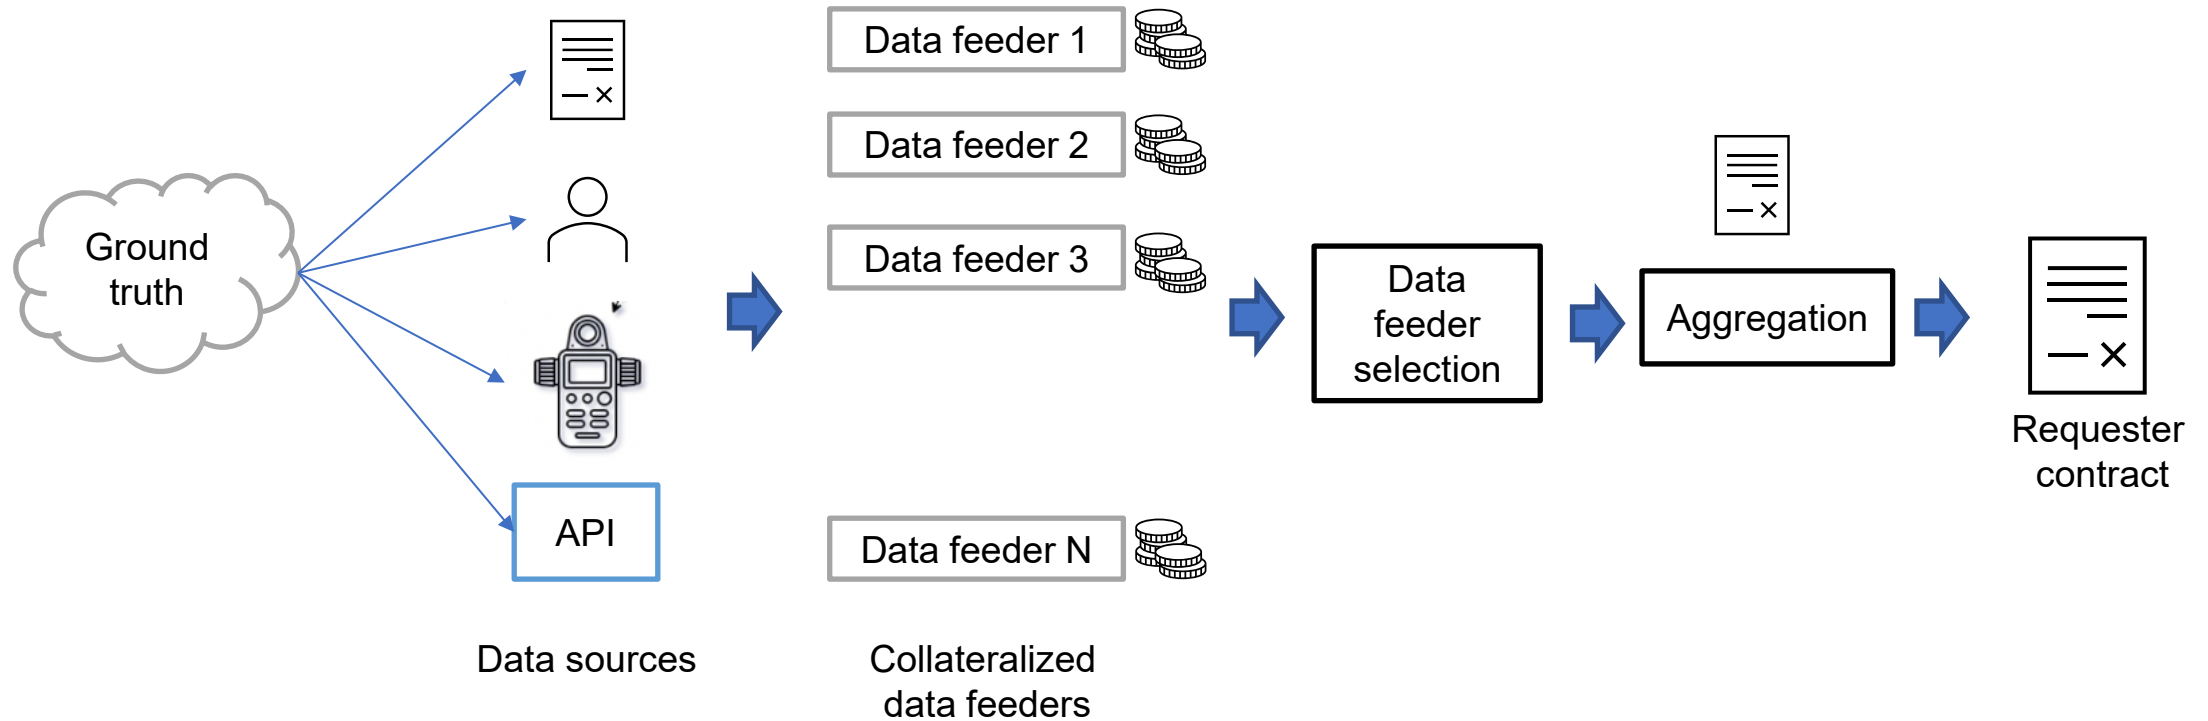 Ground
truth
API
Data sources
Data feeder 1
Data feeder 2
Data feeder 3
Data feeder N
Collateralized
data feeders
Data
feeder
selection
Aggregation
Requester
contract